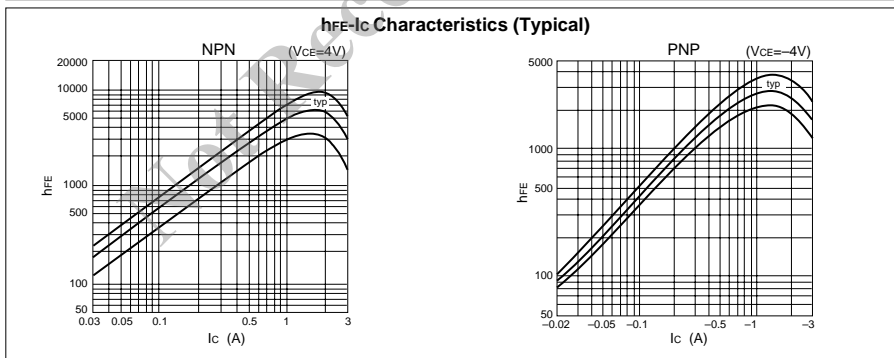 hFE-IC Characteristics (Typical)
NPN
(VCE=4V)
20000
10000
5000
1000
500
100
50
hFE
typ
0.03
0.05
0.1
0.5
1
3
IC (A)
PNP
(VCE=–4V)
5000
1000
500
100
50
hFE
typ
–0.02
–0.05
–0.1
–0.5
–1
–3
IC (A)
Not Reco